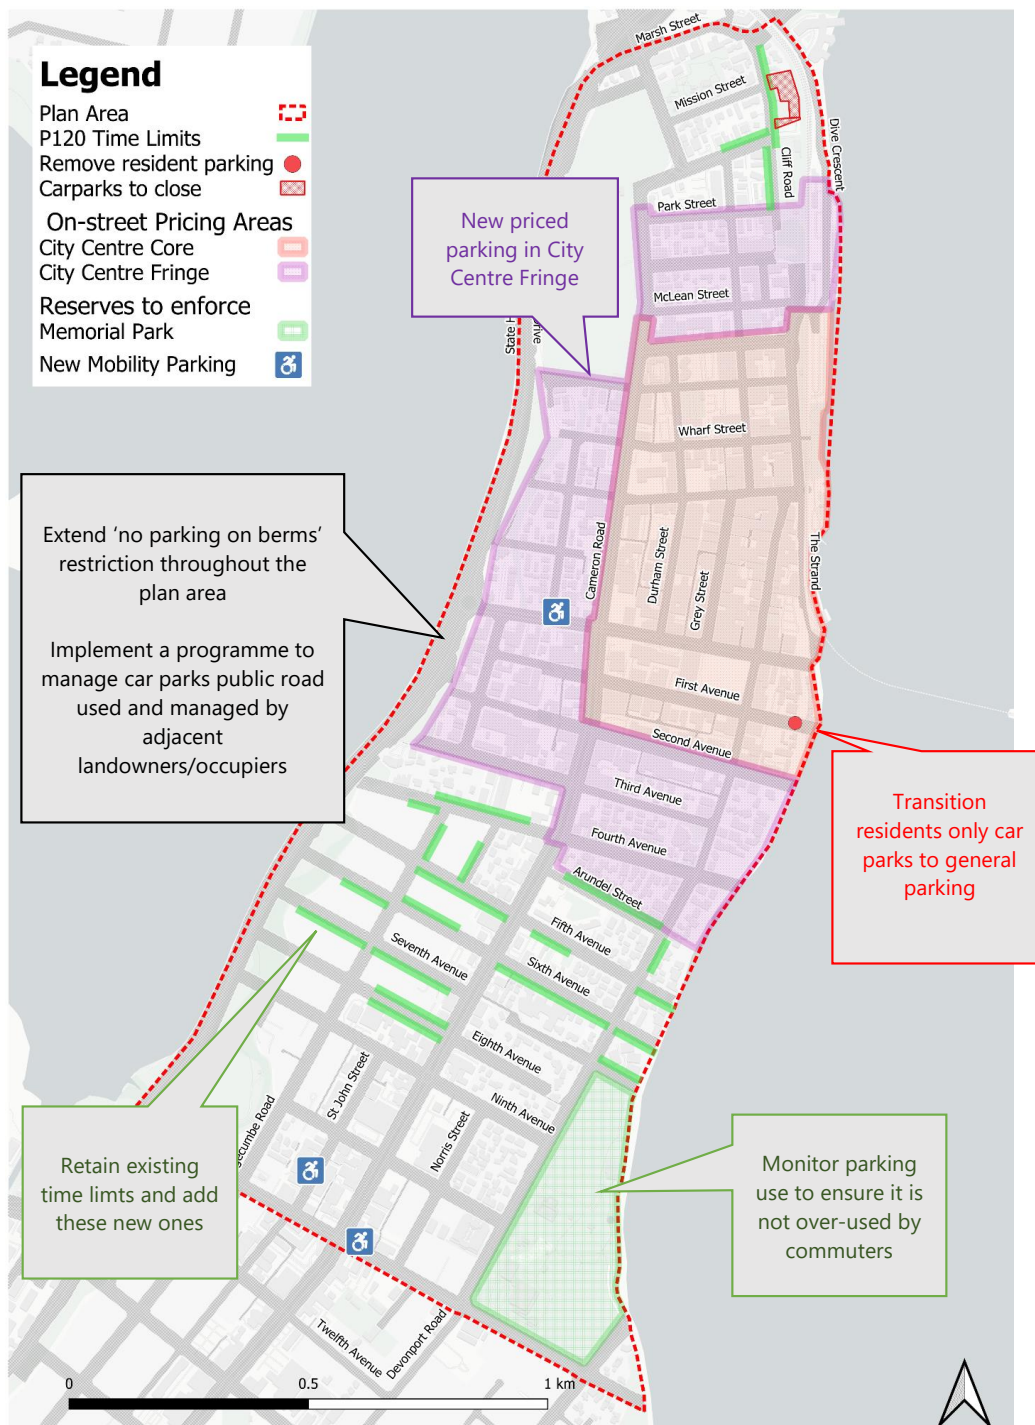 Legend
Plan Area
P120 Time Limits
Remove resident parking
Carparks to close
On-street Pricing Areas
City Centre Core
City Centre Fringe
Reserves to enforce
Memorial Park
New Mobility Parking
Marsh Street
Mission Street
Dive Crescent
Cliff Road
Park Street
New priced
parking in City
Centre Fringe
McLean Street
State H
Drive
Wharf Street
Cameron Road
Durham Street
Grey Street
The Strand
Extend ‘no parking on berms’
restriction throughout the
plan area
Implement a programme to
manage car parks public road
used and managed by
adjacent
landowners/occupiers
First Avenue
Second Avenue
Third Avenue
Fourth Avenue
Arundel Street
Transition
residents only car
parks to general
parking
Fifth Avenue
Sixth Avenue
Seventh Avenue
Eighth Avenue
Ninth Avenue
St John Street
Norris Street
ecumbe Road
Retain existing
time limts and add
these new ones
Monitor parking
use to ensure it is
not over-used by
commuters
Twelfth Avenue
Devonport Road
0 0.5 1 km